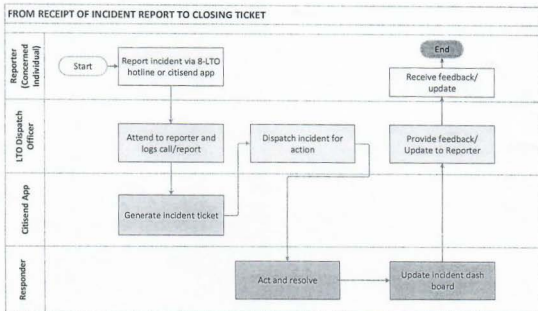 FROM RECEIPT OF INCIDENT REPORT TO CLOSING TICKET
Reporter
(Concerned
Individual)
Start
Report incident via 8-LTO
hotline or citisend app
End
Receive feedback/
update
LTO Dispatch
Officer
Attend to reporter and
logs call/report
Dispatch incident for
action
Provide feedback/
Update to Reporter
Citisend App
Generate incident ticket
Responder
Act and resolve
Update incident dash
board